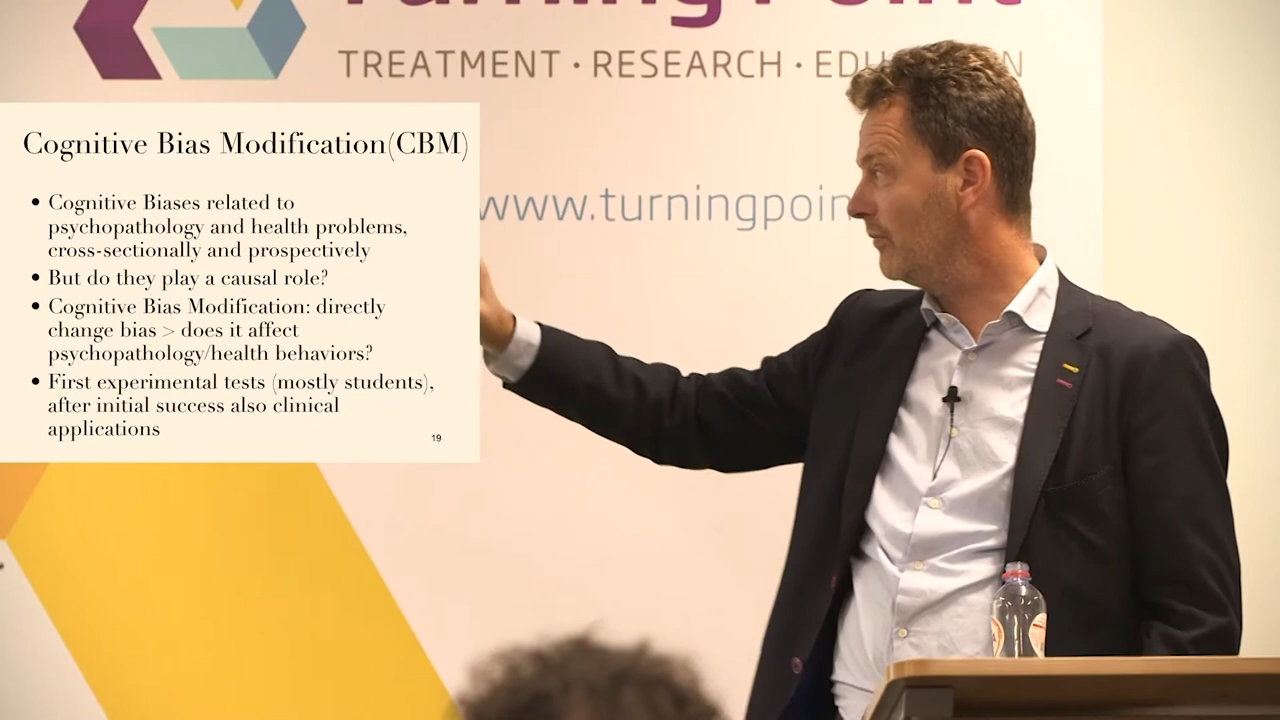 TurningPoint
TREATMENT • RESEARCH •
www.turningpoin
Cognitive Bias Modification(CBM)
• Cognitive Biases related to
psychopathology and health problems,
cross-sectionally and prospectively
• But do they play a causal role?
• Cognitive Bias Modification: directly
change bias > does it affect
psychopathology/health behaviors?
• First experimental tests (mostly students),
after initial success also clinical
applications
19